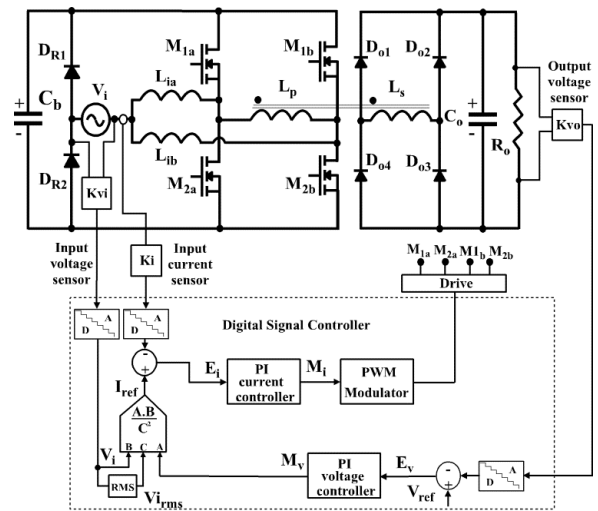 D_R1
V_i
C_b
+
-
D_R2
Kvi
L_ia
L_ib
M_1a
M_1b
M_2a
M_2b
L_p
L_s
D_o1
D_o2
D_o4
D_o3
C_o
+
-
R_o
Output
voltage
sensor
Kvo
Input
voltage
sensor
Ki
Input
current
sensor
M_1a M_2a M1_b M_2b
Drive
A
D
A
D
Digital Signal Controller
-
+
I_ref
E_i
PI
current
controller
M_i
PWM
Modulator
A.B
C²
B C A
V_i
RMS
Vi_rms
M_v
PI
voltage
controller
E_v
-
-
V_ref
A
D